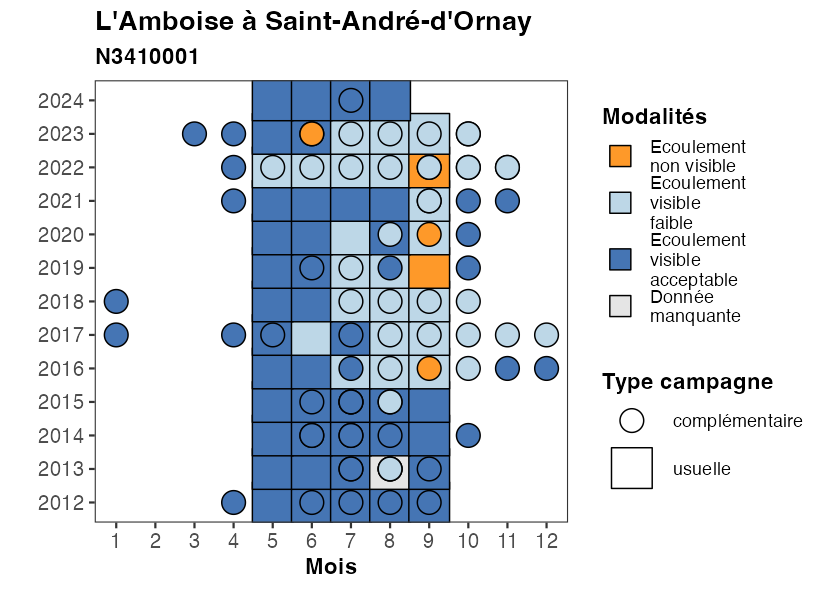 L'Amboise à Saint-André-d'Ornay
N3410001
2024
2023
2022
2021
2020
2019
2018
2017
2016
2015
2014
2013
2012
1 2 3 4 5 6 7 8 9 10 11 12
Mois
Modalités
Ecoulement
non visible
Ecoulement
visible
faible
Ecoulement
visible
acceptable
Donnée
manquante
Type campagne
complémentaire
usuelle